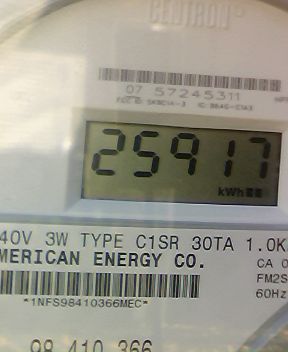 CENTRON
07 57245311
25917
kWh
40V 3W TYPE C1SR 30TA 1.0K
MERICAN ENERGY CO.
CA 0
FM2S
*1NFS98410366MEC*
60Hz
98 410 366